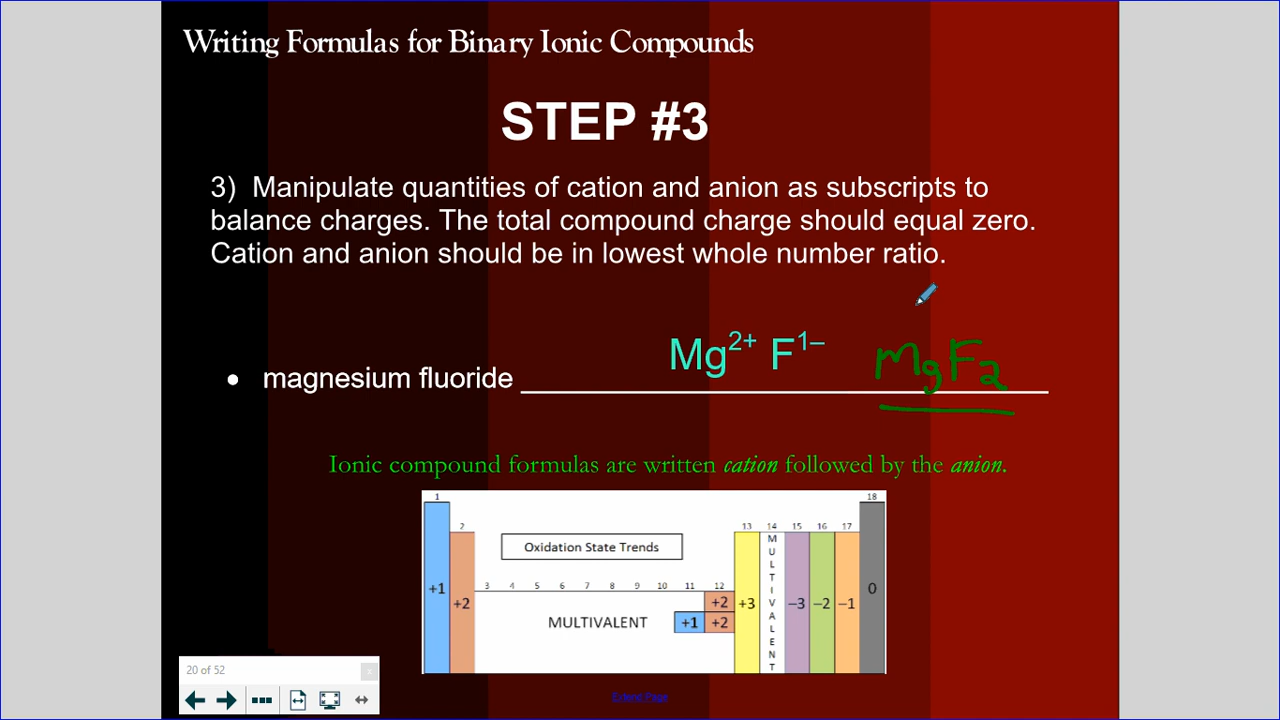 Writing Formulas for Binary Ionic Compounds
STEP #3
3) Manipulate quantities of cation and anion as subscripts to
balance charges. The total compound charge should equal zero.
Cation and anion should be in lowest whole number ratio.
• magnesium fluoride Mg²⁺ F¹⁻ MgF₂
Ionic compound formulas are written cation followed by the anion.
1 18
2 13 14 15 16 17
Oxidation State Trends
3 4 5 6 7 8 9 10 11 12
+1 +2 MULTIVALENT +1 +2 +2 +3 MULTIVALENT –3 –2 –1 0
20 of 52
Extend Page